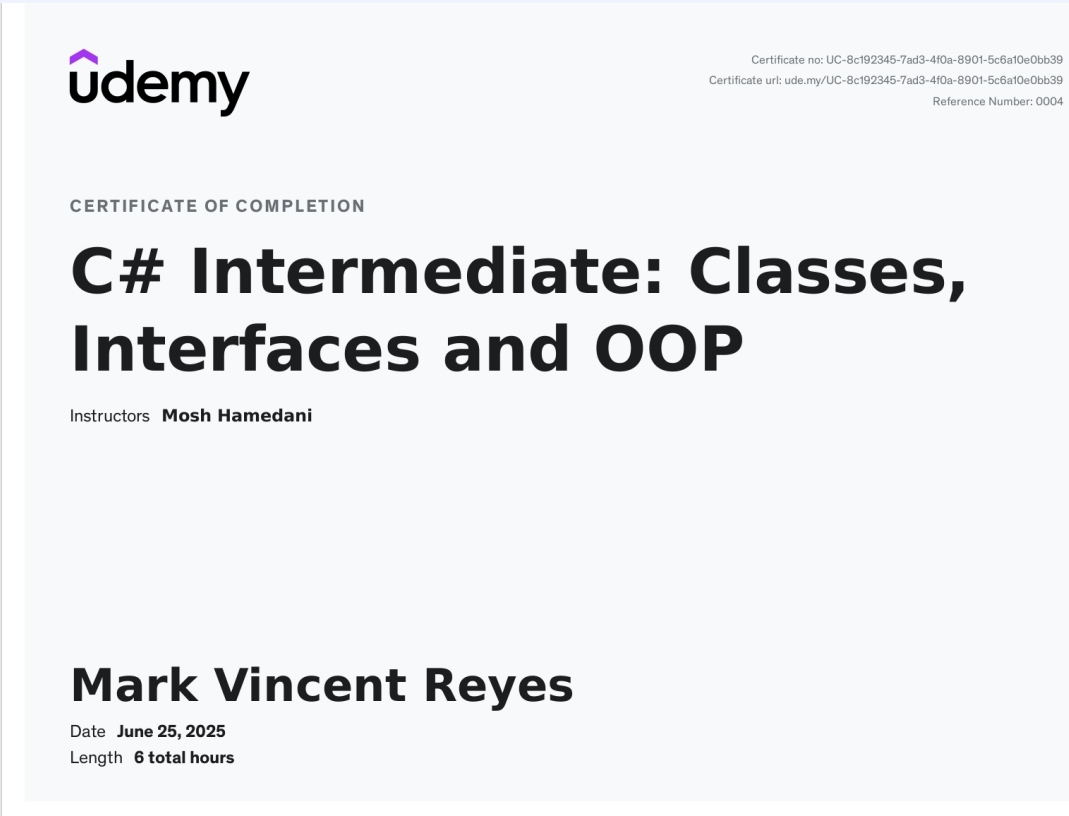 udemy
Certificate no: UC-8c192345-7ad3-4f0a-8901-5c6a10e0bb39
Certificate url: ude.my/UC-8c192345-7ad3-4f0a-8901-5c6a10e0bb39
Reference Number: 0004
CERTIFICATE OF COMPLETION
C# Intermediate: Classes,
Interfaces and OOP
Instructors Mosh Hamedani
Mark Vincent Reyes
Date June 25, 2025
Length 6 total hours